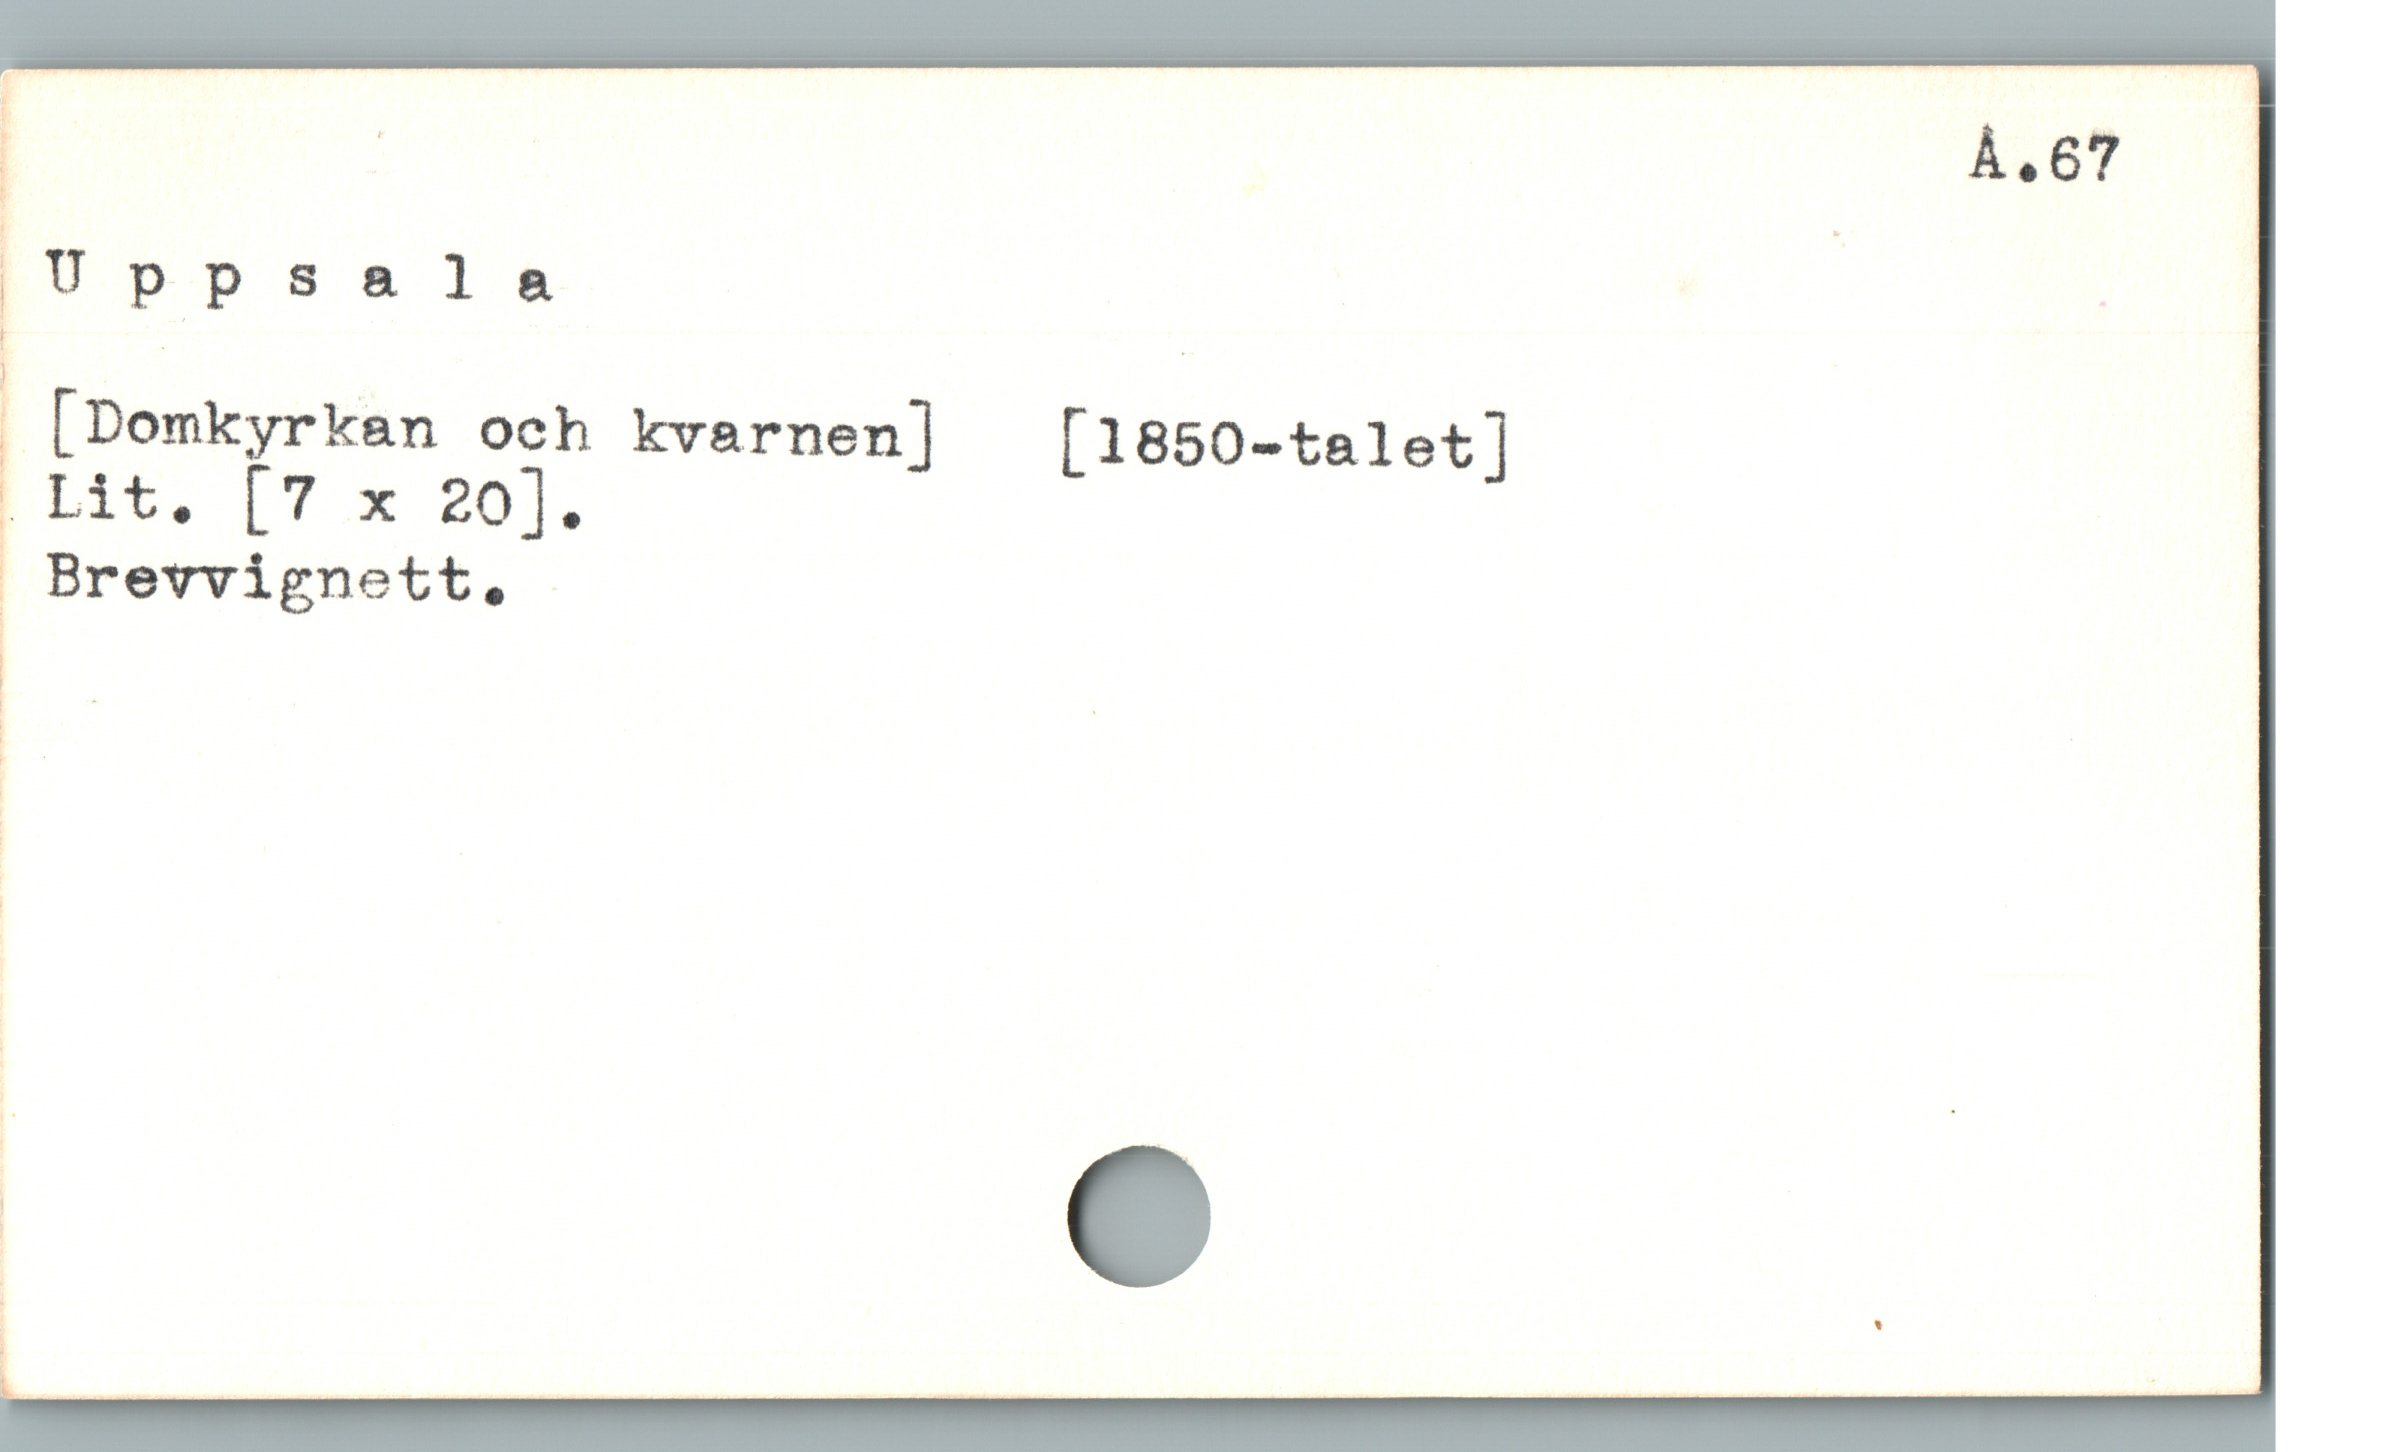 Å.67
U p p s a l a
[Domkyrkan och kvarnen] [1850-talet]
Lit. [7 x 20].
Brevvignett.